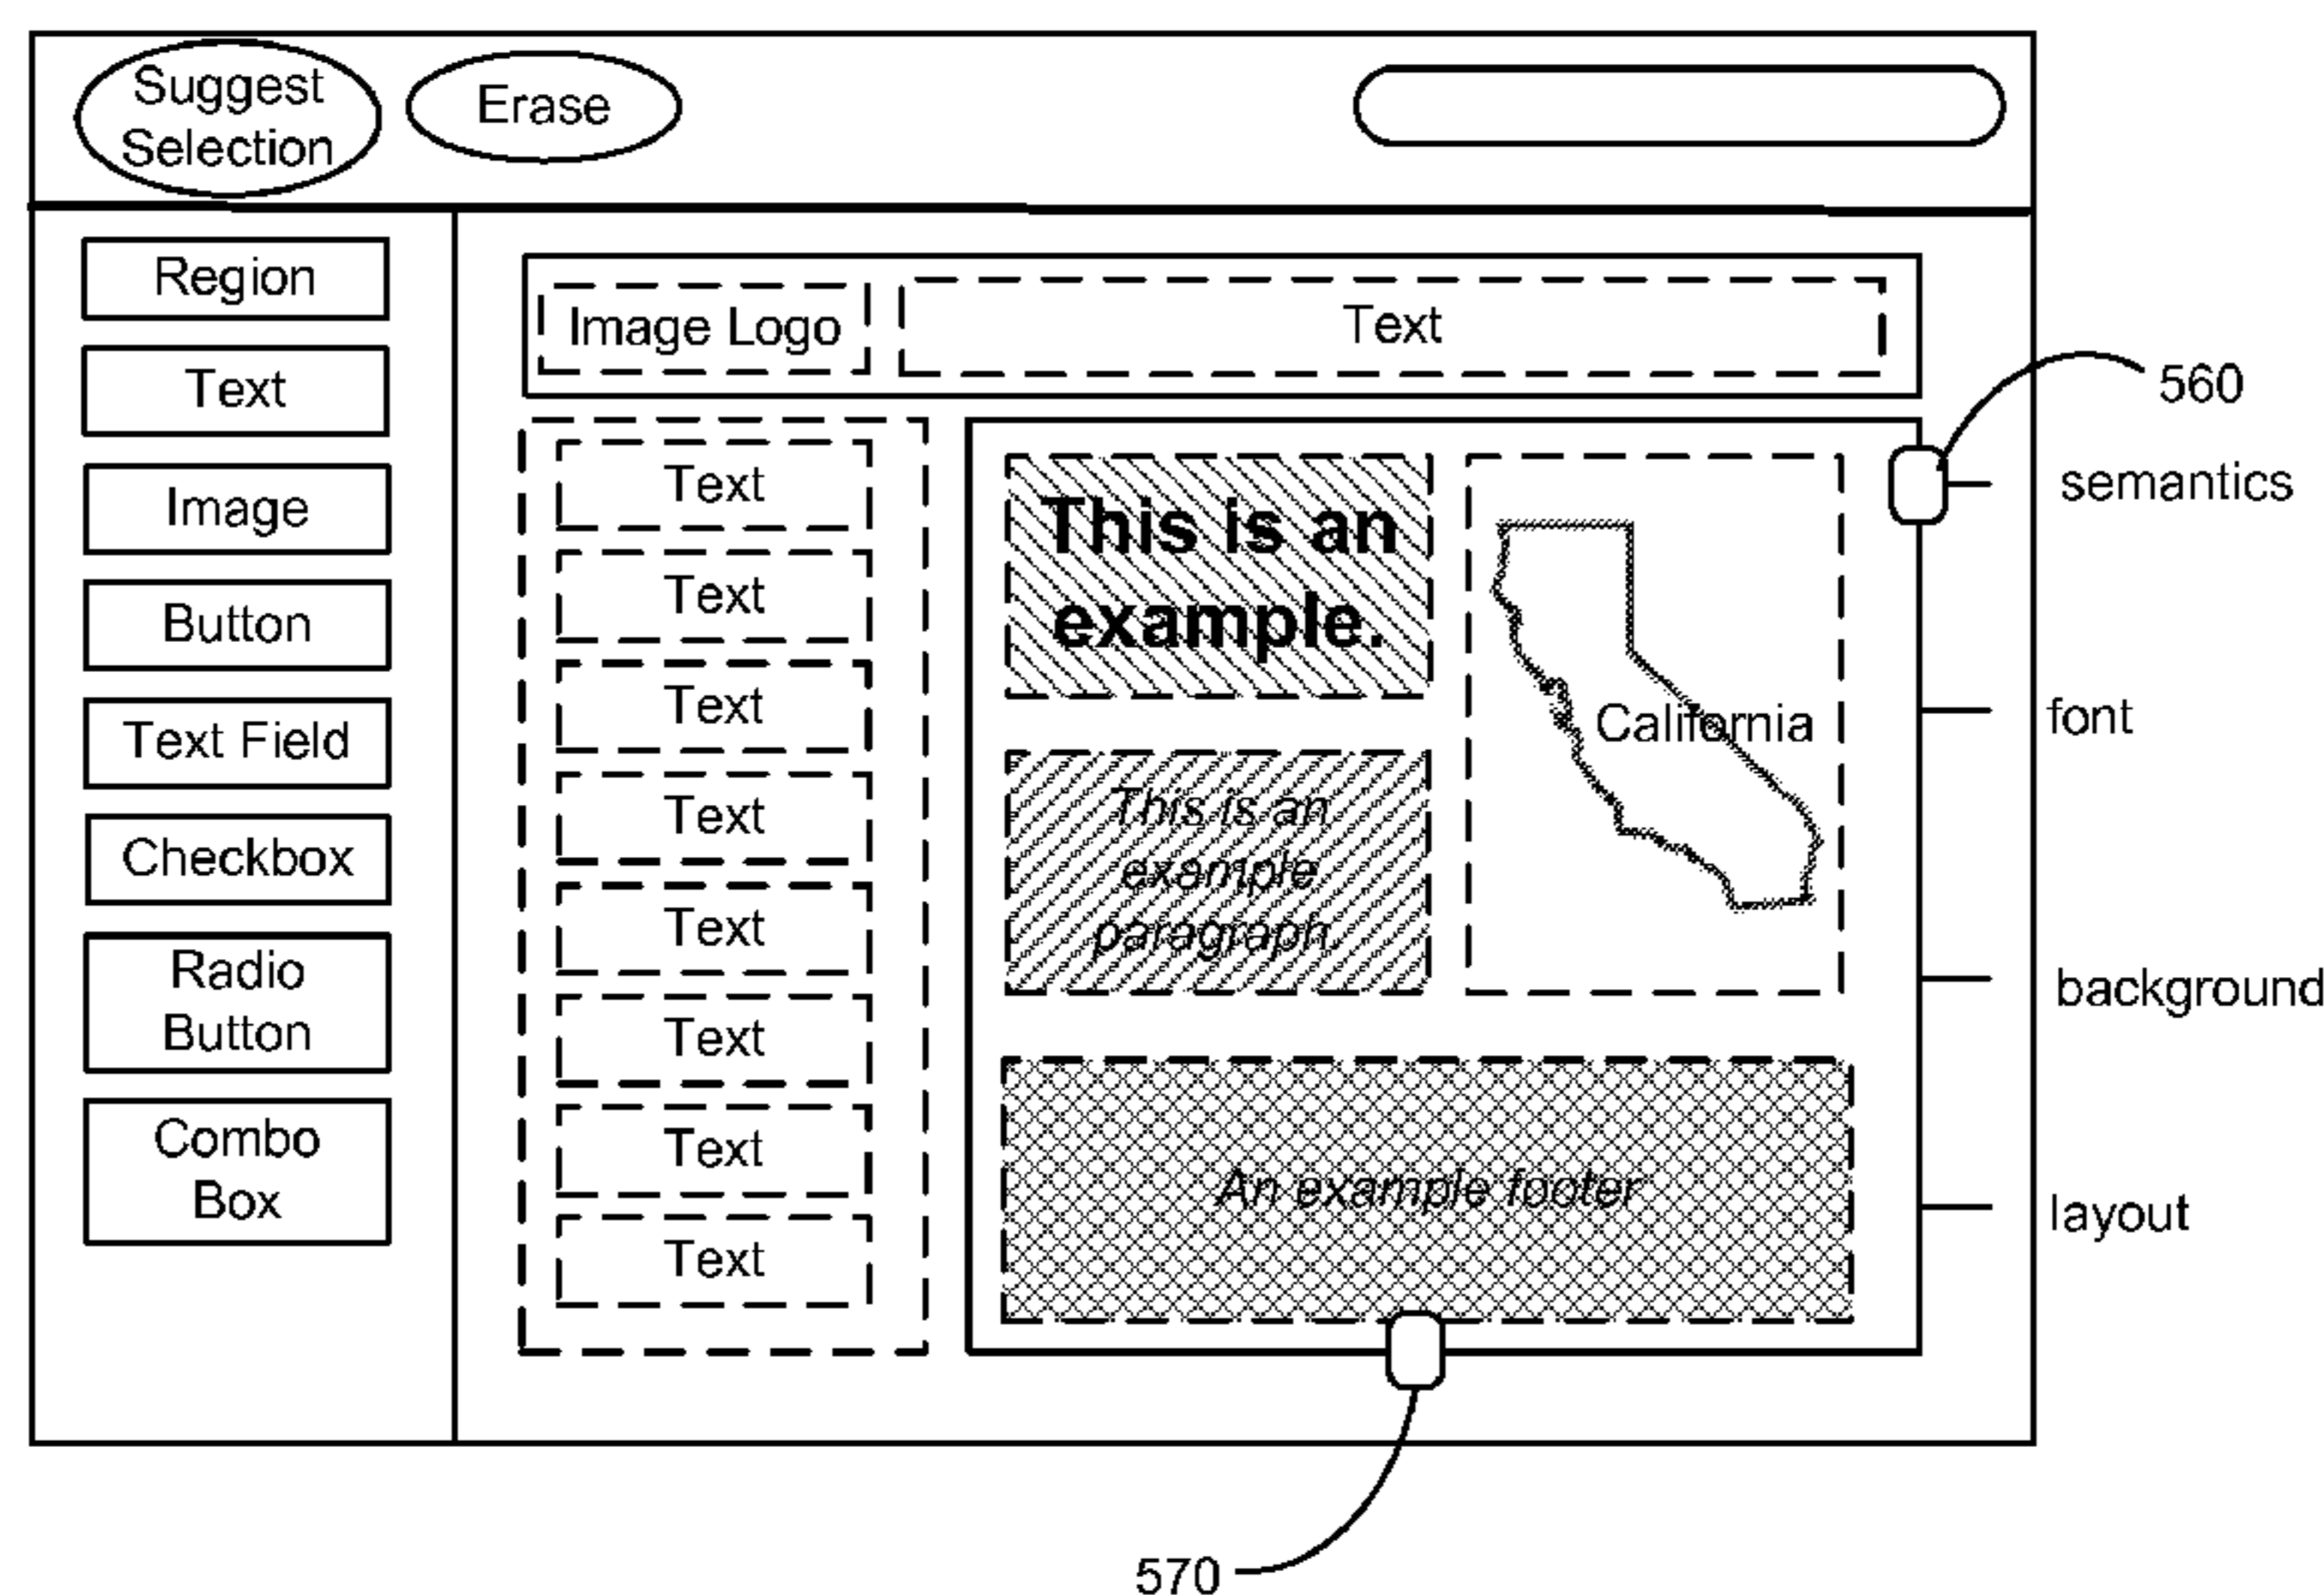 Suggest
Selection
Erase
Region
Text
Image
Button
Text Field
Checkbox
Radio
Button
Combo
Box
Image Logo
Text
Text
Text
Text
Text
Text
Text
Text
Text
This is an
example.
This is an
example
paragraph.
California
An example footer
560
semantics
font
background
layout
570